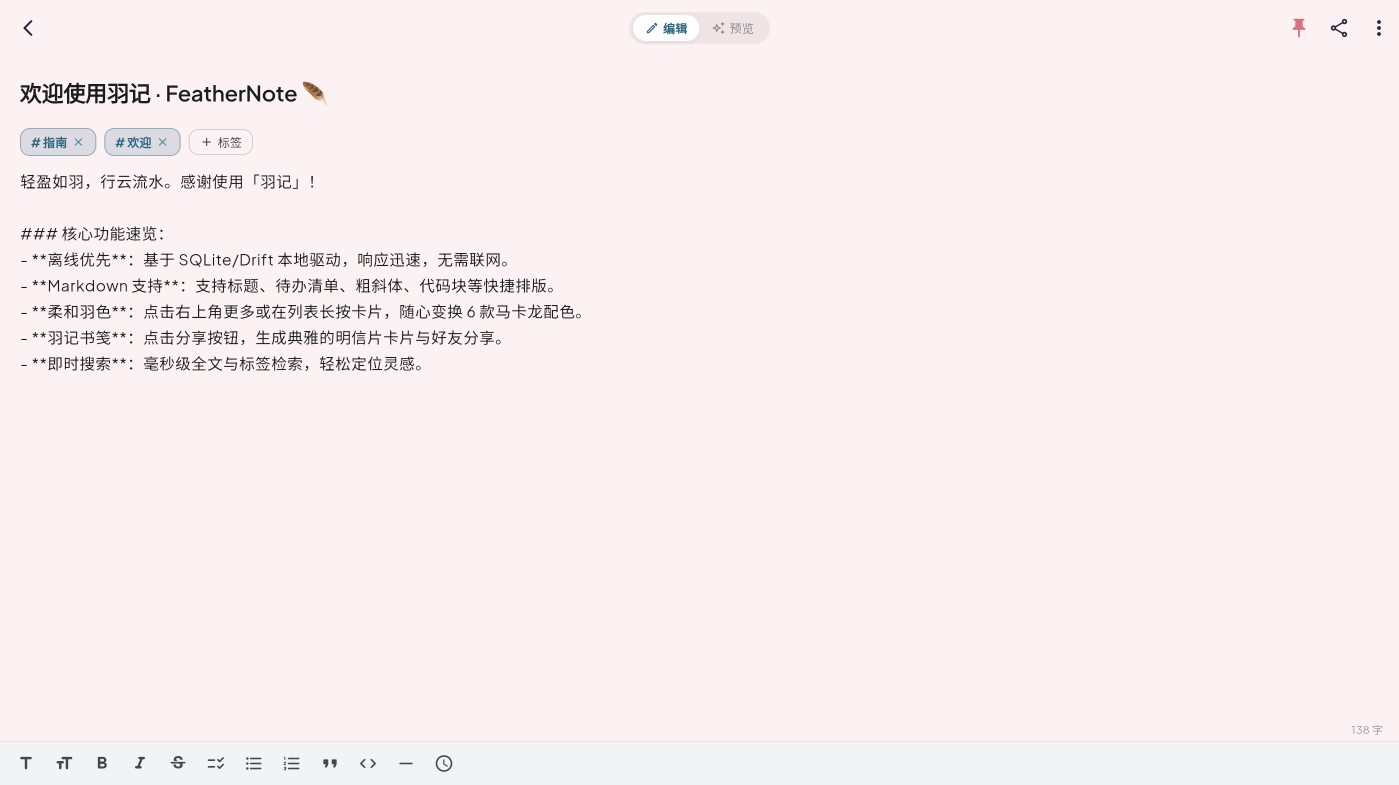 编辑
预览
欢迎使用羽记 · FeatherNote 🪶
# 指南 ×
# 欢迎 ×
+ 标签
轻盈如羽，行云流水。感谢使用「羽记」！
### 核心功能速览：
- **离线优先**：基于 SQLite/Drift 本地驱动，响应迅速，无需联网。
- **Markdown 支持**：支持标题、待办清单、粗斜体、代码块等快捷排版。
- **柔和羽色**：点击右上角更多或在列表长按卡片，随心变换 6 款马卡龙配色。
- **羽记书笺**：点击分享按钮，生成典雅的明信片卡片与好友分享。
- **即时搜索**：毫秒级全文与标签检索，轻松定位灵感。
138 字